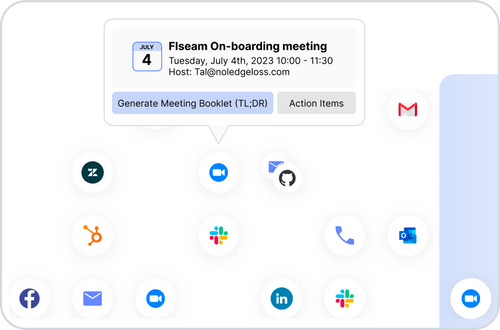 JULY
4
Flseam On-boarding meeting
Tuesday, July 4th, 2023 10:00 - 11:30
Host: Tal@noledgeloss.com
Generate Meeting Booklet (TL;DR)
Action Items